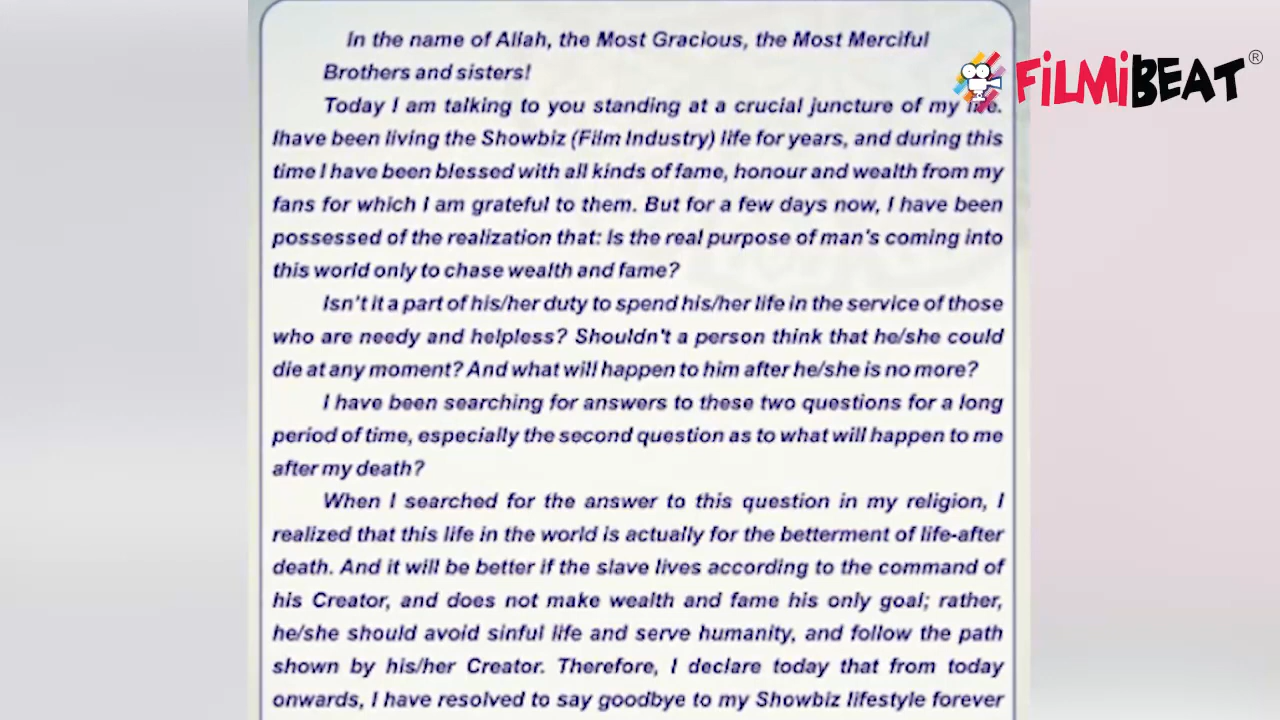 In the name of Allah, the Most Gracious, the Most Merciful
Brothers and sisters!
FiLMiBEAT®
Today I am talking to you standing at a crucial juncture of my life.
Ihave been living the Showbiz (Film Industry) life for years, and during this
time I have been blessed with all kinds of fame, honour and wealth from my
fans for which I am grateful to them. But for a few days now, I have been
possessed of the realization that: Is the real purpose of man's coming into
this world only to chase wealth and fame?
Isn't it a part of his/her duty to spend his/her life in the service of those
who are needy and helpless? Shouldn't a person think that he/she could
die at any moment? And what will happen to him after he/she is no more?
I have been searching for answers to these two questions for a long
period of time, especially the second question as to what will happen to me
after my death?
When I searched for the answer to this question in my religion, I
realized that this life in the world is actually for the betterment of life-after
death. And it will be better if the slave lives according to the command of
his Creator, and does not make wealth and fame his only goal; rather,
he/she should avoid sinful life and serve humanity, and follow the path
shown by his/her Creator. Therefore, I declare today that from today
onwards, I have resolved to say goodbye to my Showbiz lifestyle forever